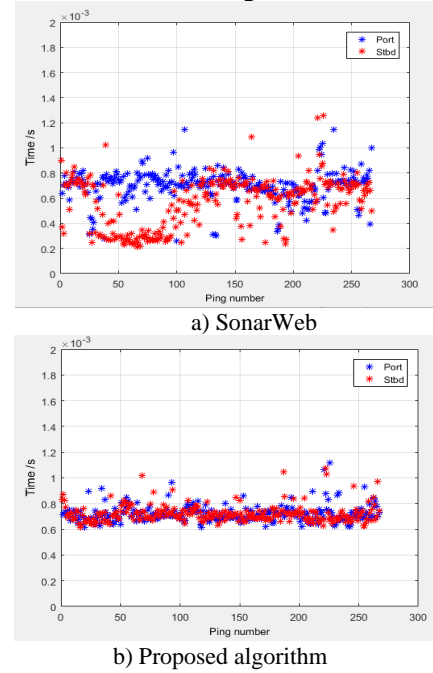 × 10⁻³
2
1.8
1.6
1.4
1.2
1
0.8
0.6
0.4
0.2
0
Time /s
Port
Stbd
0 50 100 150 200 250 300
Ping number
a) SonarWeb
× 10⁻³
2
1.8
1.6
1.4
1.2
1
0.8
0.6
0.4
0.2
0
Time /s
Port
Stbd
0 50 100 150 200 250 300
Ping number
b) Proposed algorithm